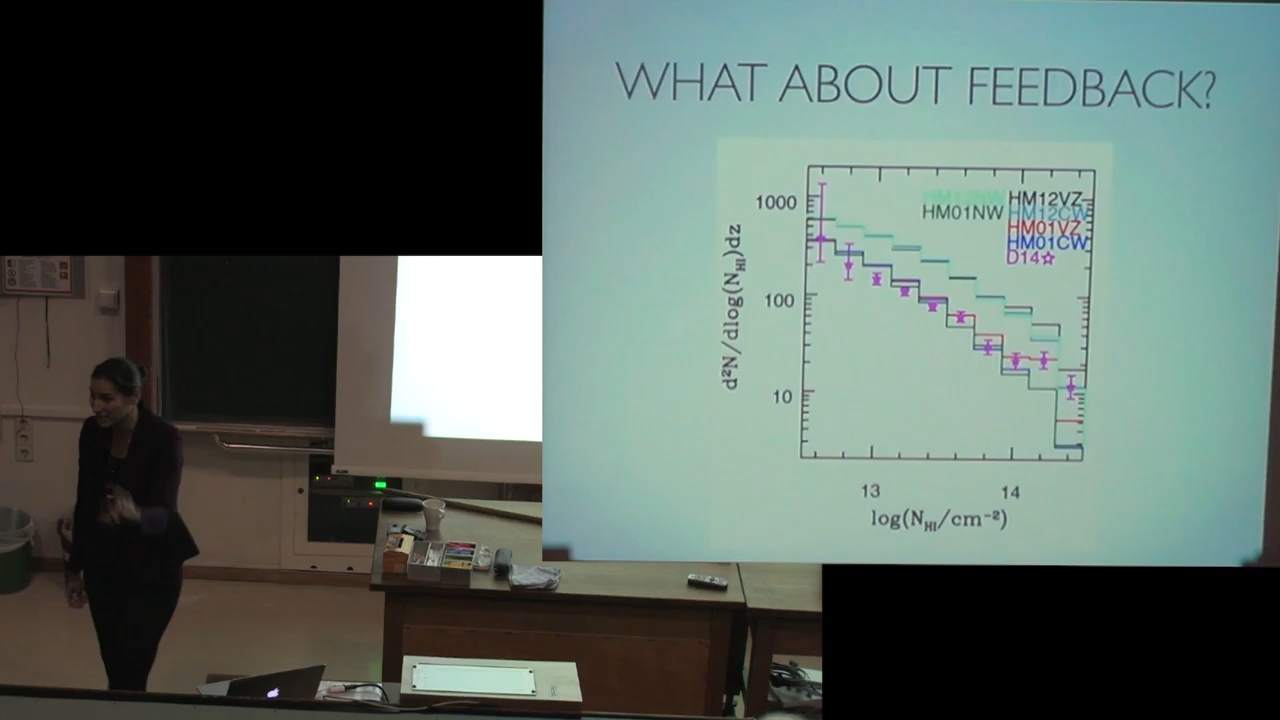 WHAT ABOUT FEEDBACK?
HM12VZ
HM01NW HM12CW
HM01VZ
HM01CW
D14☆
1000
100
10
d²N/dlog(N_HI)dz
13 14
log(N_HI/cm⁻²)